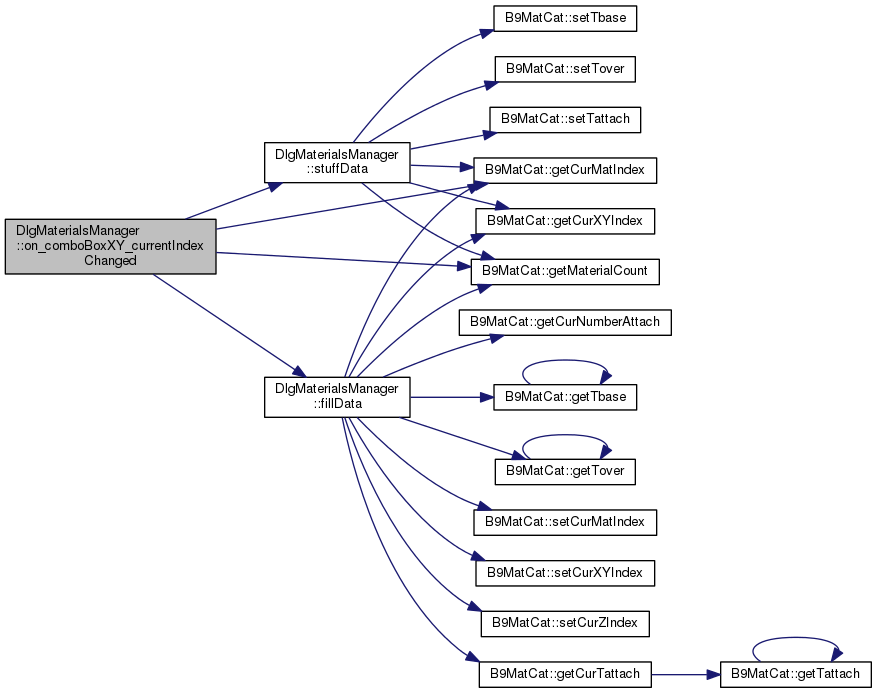 DlgMaterialsManager
::on_comboBoxXY_currentIndex
Changed
DlgMaterialsManager
::stuffData
DlgMaterialsManager
::fillData
B9MatCat::setTbase
B9MatCat::setTover
B9MatCat::setTattach
B9MatCat::getCurMatIndex
B9MatCat::getCurXYIndex
B9MatCat::getMaterialCount
B9MatCat::getCurNumberAttach
B9MatCat::getTbase
B9MatCat::getTover
B9MatCat::setCurMatIndex
B9MatCat::setCurXYIndex
B9MatCat::setCurZIndex
B9MatCat::getCurTattach
B9MatCat::getTattach